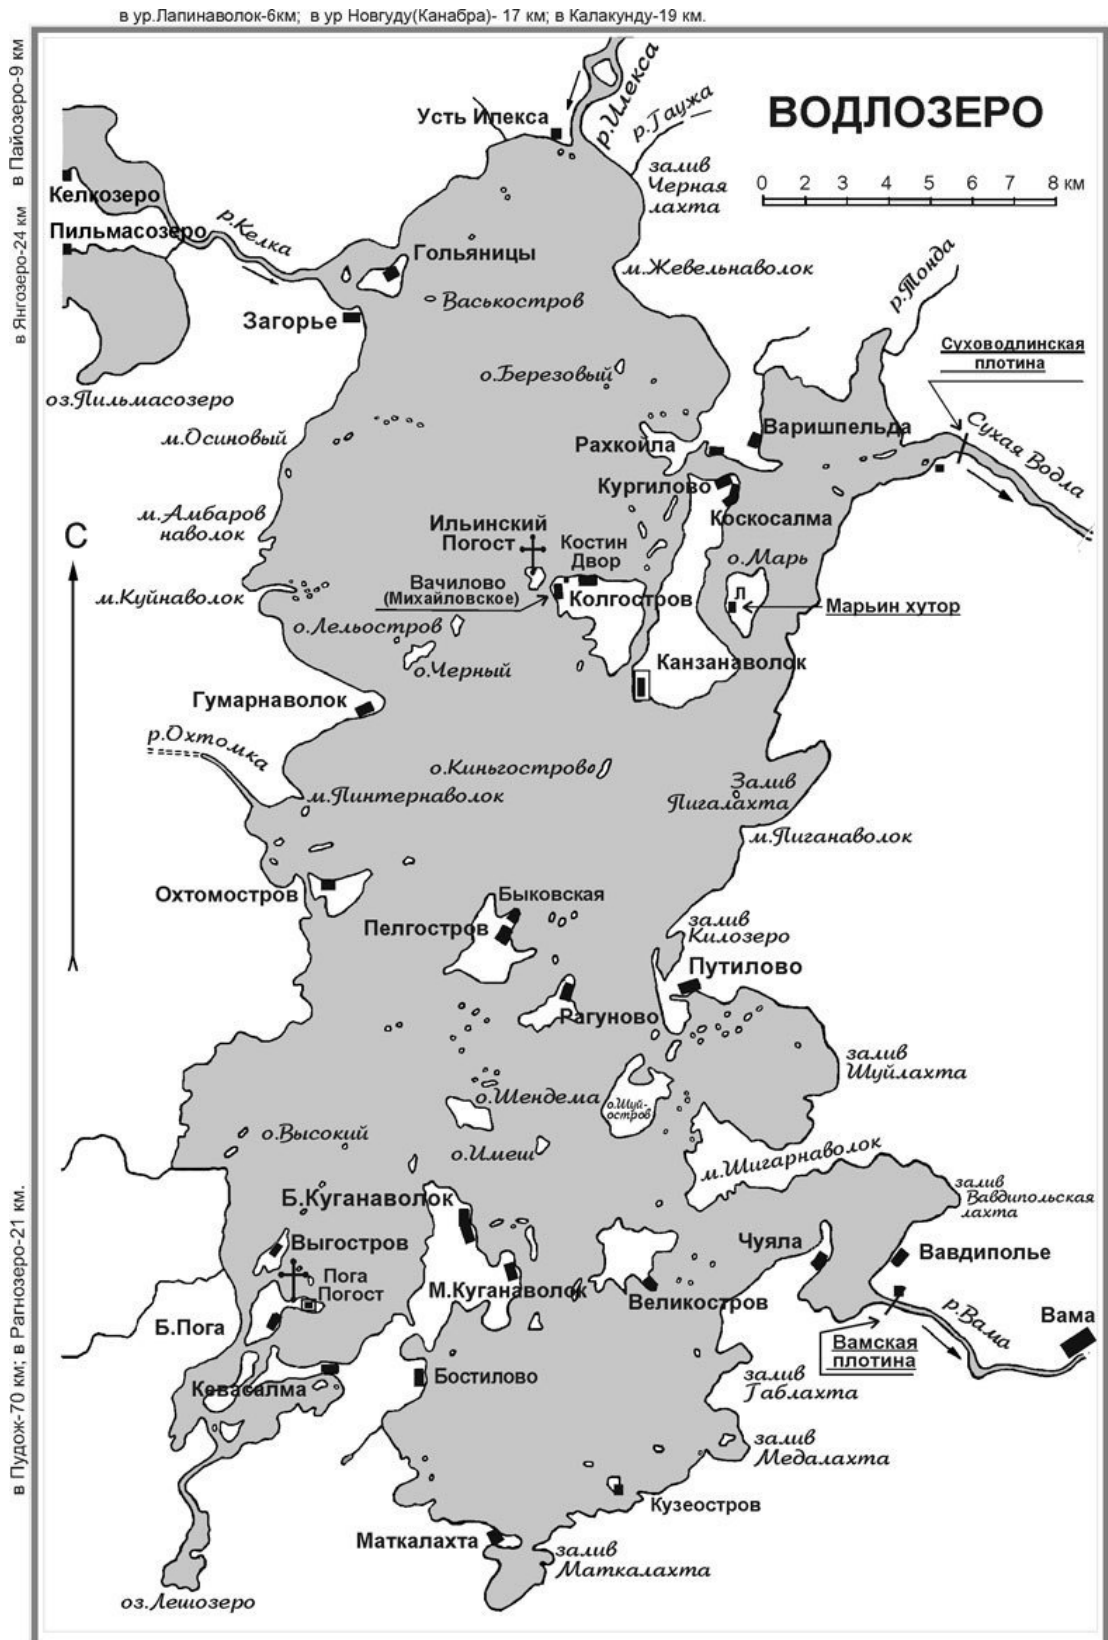 в ур.Лапинаволок-6км; в ур Новгуду(Канабра)- 17 км; в Калакунду-19 км.
в Янгозеро-24 км в Пайозеро-9 км
ВОДЛОЗЕРО
0 2 3 4 5 6 7 8 км
р.Илекса
Усть Илекса
р.Гаужа
залив
Черная
лахта
Келкозеро
р.Келка
Пильмасозеро
Гольяницы
м.Жевельнаволок
р.Тонда
Васькостров
Загорье
Суховодлинская
плотина
о.Березовый
оз.Пильмасозеро
м.Осиновый
Рахкойла
Варишпельда
Сухая Водла
Кургилово
Коскосалма
м.Амбаров
наволок
С
Ильинский
Погост
Костин
Двор
о.Марь
Л
Вачилово
(Михайловское)
Колгостров
Марьин хутор
м.Куйнаволок
о.Лельостров
о.Черный
Канзанаволок
Гумарнаволок
р.Охтомка
о.Киньгостров
Залив
Пигалахта
м.Пинтернаволок
м.Пиганаволок
Охтомостров
Быковская
Пелгостров
залив
Килозеро
Путилово
Рагуново
залив
Шуйлахта
о.Шендема
о.Шуй-
остров
о.Высокий
о.Имеш
м.Шигарнаволок
залив
Вавдипольская
лахта
Б.Куганаволок
Выгостров
Чуяла
Вавдиполье
Пога
Погост
М.Куганаволок
Великостров
Б.Пога
р.Вама
Вама
Вамская
плотина
Кевасалма
Бостилово
залив
Габлахта
залив
Медалахта
Кузеостров
Маткалахта
залив
Маткалахта
оз.Лешозеро
в Пудож-70 км; в Рагнозеро-21 км.